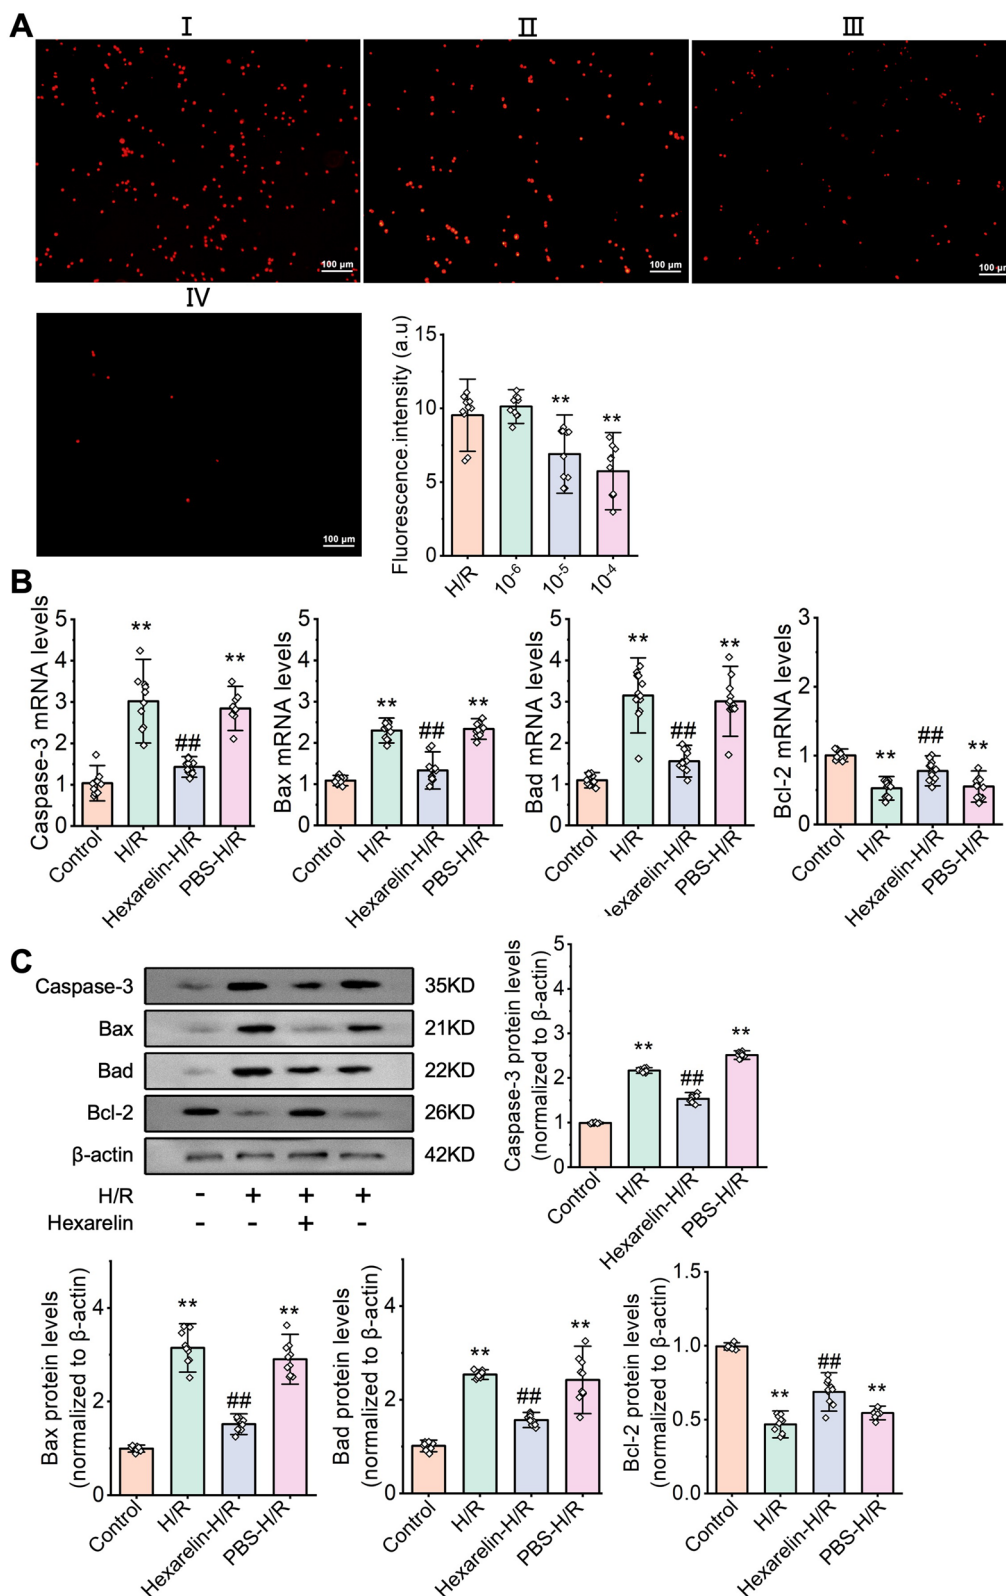 A
I
II
III
100 μm
100 μm
100 μm
IV
100 μm
Fluorescence.intensity (a.u)
15
10
5
0
**
**
H/R
10-6
10-5
10-4
B
Caspase-3 mRNA levels
5
4
3
2
1
0
**
##
**
Control
H/R
Hexarelin-H/R
PBS-H/R
Bax mRNA levels
5
4
3
2
1
0
**
##
**
Control
H/R
Hexarelin-H/R
PBS-H/R
Bad mRNA levels
5
4
3
2
1
0
**
##
**
Control
H/R
Hexarelin-H/R
PBS-H/R
Bcl-2 mRNA levels
3
2
1
0
**
##
**
Control
H/R
Hexarelin-H/R
PBS-H/R
C
Caspase-3 35KD
Bax 21KD
Bad 22KD
Bcl-2 26KD
β-actin 42KD
H/R - + + +
Hexarelin - - + -
Caspase-3 protein levels
(normalized to β-actin)
5
4
3
2
1
0
**
##
**
Control
H/R
Hexarelin-H/R
PBS-H/R
Bax protein levels
(normalized to β-actin)
4
2
0
**
##
**
Control
H/R
Hexarelin-H/R
PBS-H/R
Bad protein levels
(normalized to β-actin)
4
2
0
**
##
**
Control
H/R
Hexarelin-H/R
PBS-H/R
Bcl-2 protein levels
(normalized to β-actin)
1.5
1.0
0.5
0.0
**
##
**
Control
H/R
Hexarelin-H/R
PBS-H/R